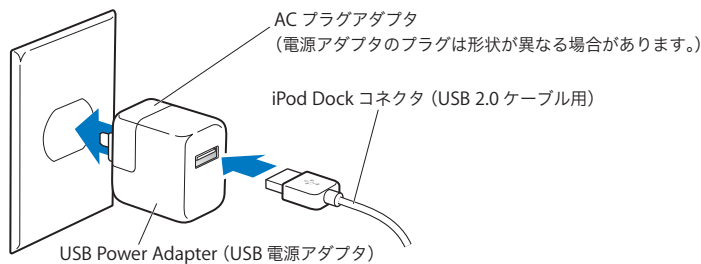 AC プラグアダプタ
（電源アダプタのプラグは形状が異なる場合があります。）
iPod Dock コネクタ（USB 2.0 ケーブル用）
USB Power Adapter（USB 電源アダプタ）